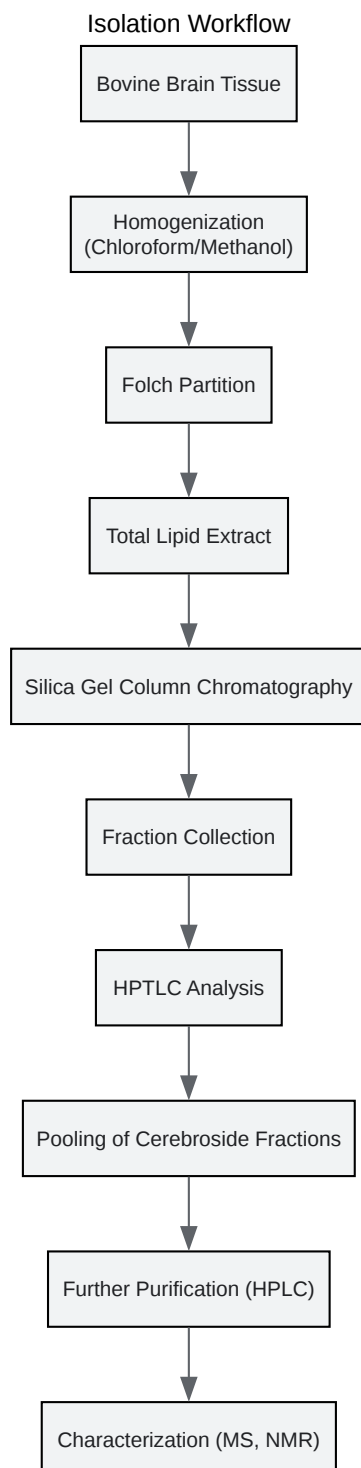 Isolation Workflow
Bovine Brain Tissue
Homogenization
(Chloroform/Methanol)
Folch Partition
Total Lipid Extract
Silica Gel Column Chromatography
Fraction Collection
HPTLC Analysis
Pooling of Cerebroside Fractions
Further Purification (HPLC)
Characterization (MS, NMR)